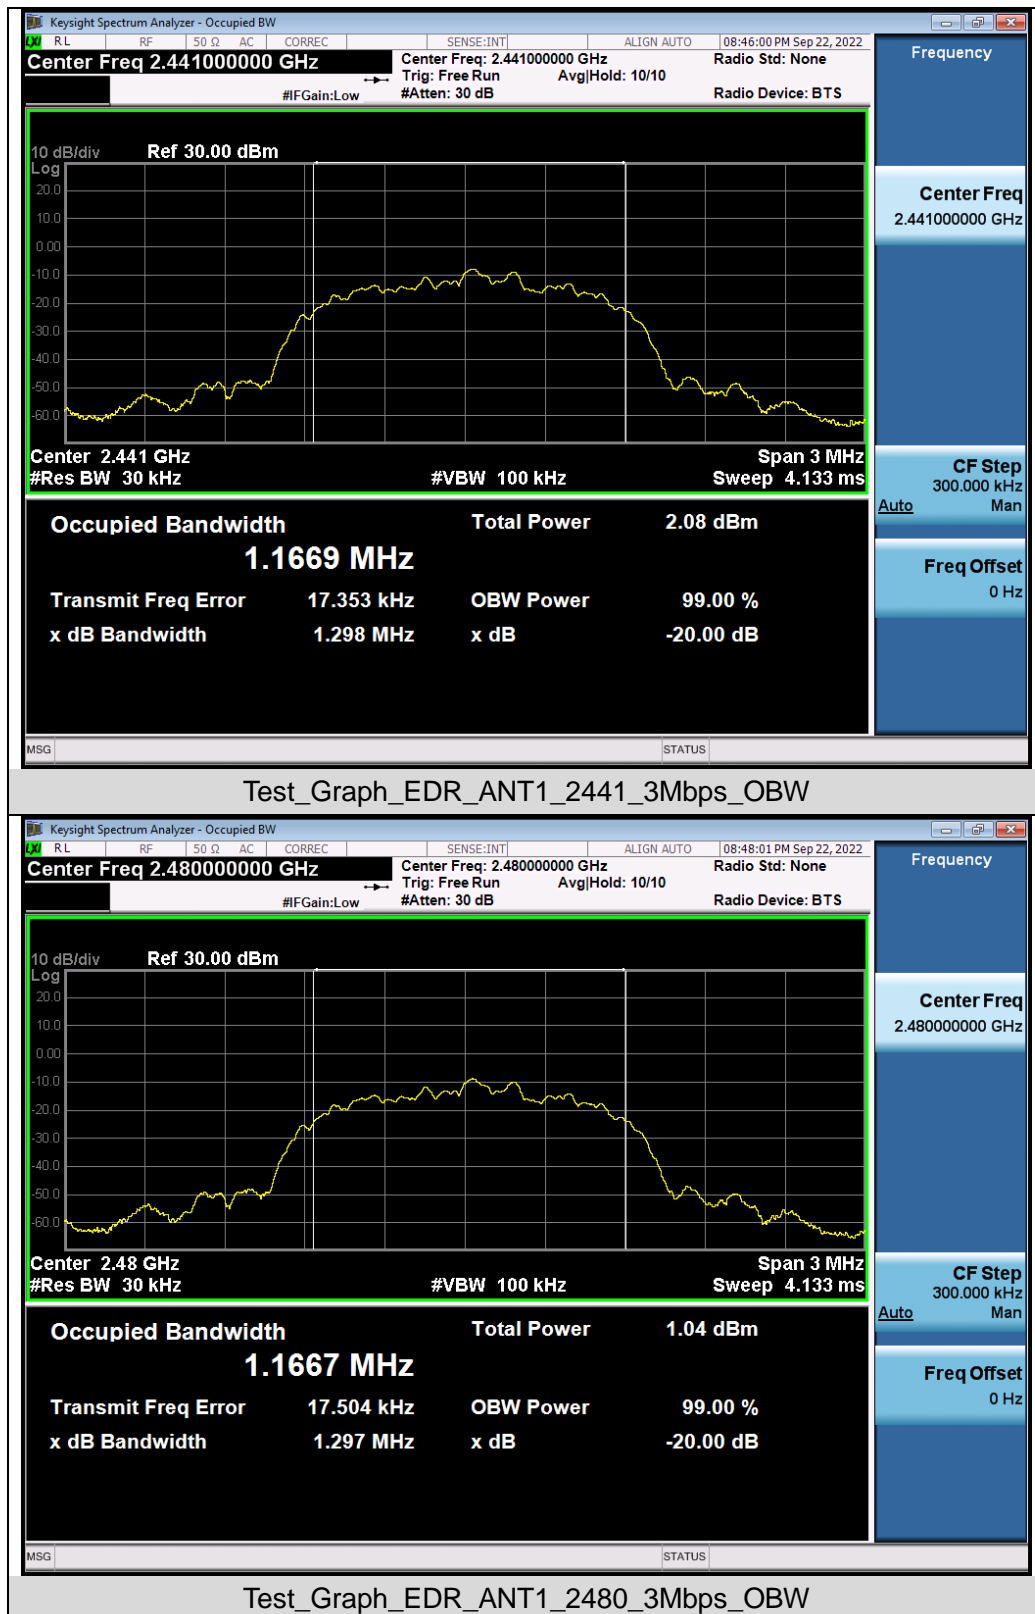 Keysight Spectrum Analyzer - Occupied BW
LXI RL RF 50 Ω AC CORREC SENSE:INT ALIGN AUTO 08:46:00 PM Sep 22, 2022
Center Freq 2.441000000 GHz Center Freq: 2.441000000 GHz Radio Std: None
Trig: Free Run Avg|Hold: 10/10
#IFGain:Low #Atten: 30 dB Radio Device: BTS
10 dB/div Ref 30.00 dBm
Log
20.0
10.0
0.00
-10.0
-20.0
-30.0
-40.0
-50.0
-60.0
Center 2.441 GHz Span 3 MHz
#Res BW 30 kHz #VBW 100 kHz Sweep 4.133 ms
Occupied Bandwidth Total Power 2.08 dBm
1.1669 MHz
Transmit Freq Error 17.353 kHz OBW Power 99.00 %
x dB Bandwidth 1.298 MHz x dB -20.00 dB
MSG STATUS
Frequency
Center Freq
2.441000000 GHz
CF Step
300.000 kHz
Auto Man
Freq Offset
0 Hz
Test_Graph_EDR_ANT1_2441_3Mbps_OBW
Keysight Spectrum Analyzer - Occupied BW
LXI RL RF 50 Ω AC CORREC SENSE:INT ALIGN AUTO 08:48:01 PM Sep 22, 2022
Center Freq 2.480000000 GHz Center Freq: 2.480000000 GHz Radio Std: None
Trig: Free Run Avg|Hold: 10/10
#IFGain:Low #Atten: 30 dB Radio Device: BTS
10 dB/div Ref 30.00 dBm
Log
20.0
10.0
0.00
-10.0
-20.0
-30.0
-40.0
-50.0
-60.0
Center 2.48 GHz Span 3 MHz
#Res BW 30 kHz #VBW 100 kHz Sweep 4.133 ms
Occupied Bandwidth Total Power 1.04 dBm
1.1667 MHz
Transmit Freq Error 17.504 kHz OBW Power 99.00 %
x dB Bandwidth 1.297 MHz x dB -20.00 dB
MSG STATUS
Frequency
Center Freq
2.480000000 GHz
CF Step
300.000 kHz
Auto Man
Freq Offset
0 Hz
Test_Graph_EDR_ANT1_2480_3Mbps_OBW